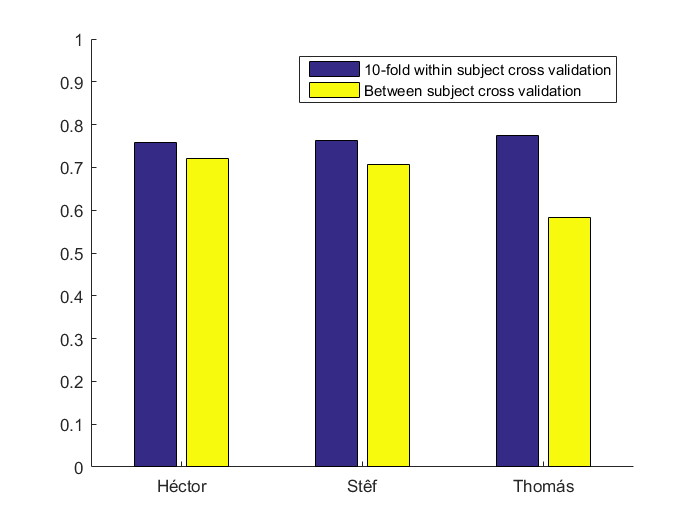 1
0.9
0.8
0.7
0.6
0.5
0.4
0.3
0.2
0.1
0
10-fold within subject cross validation
Between subject cross validation
Héctor
Stêf
Thomás